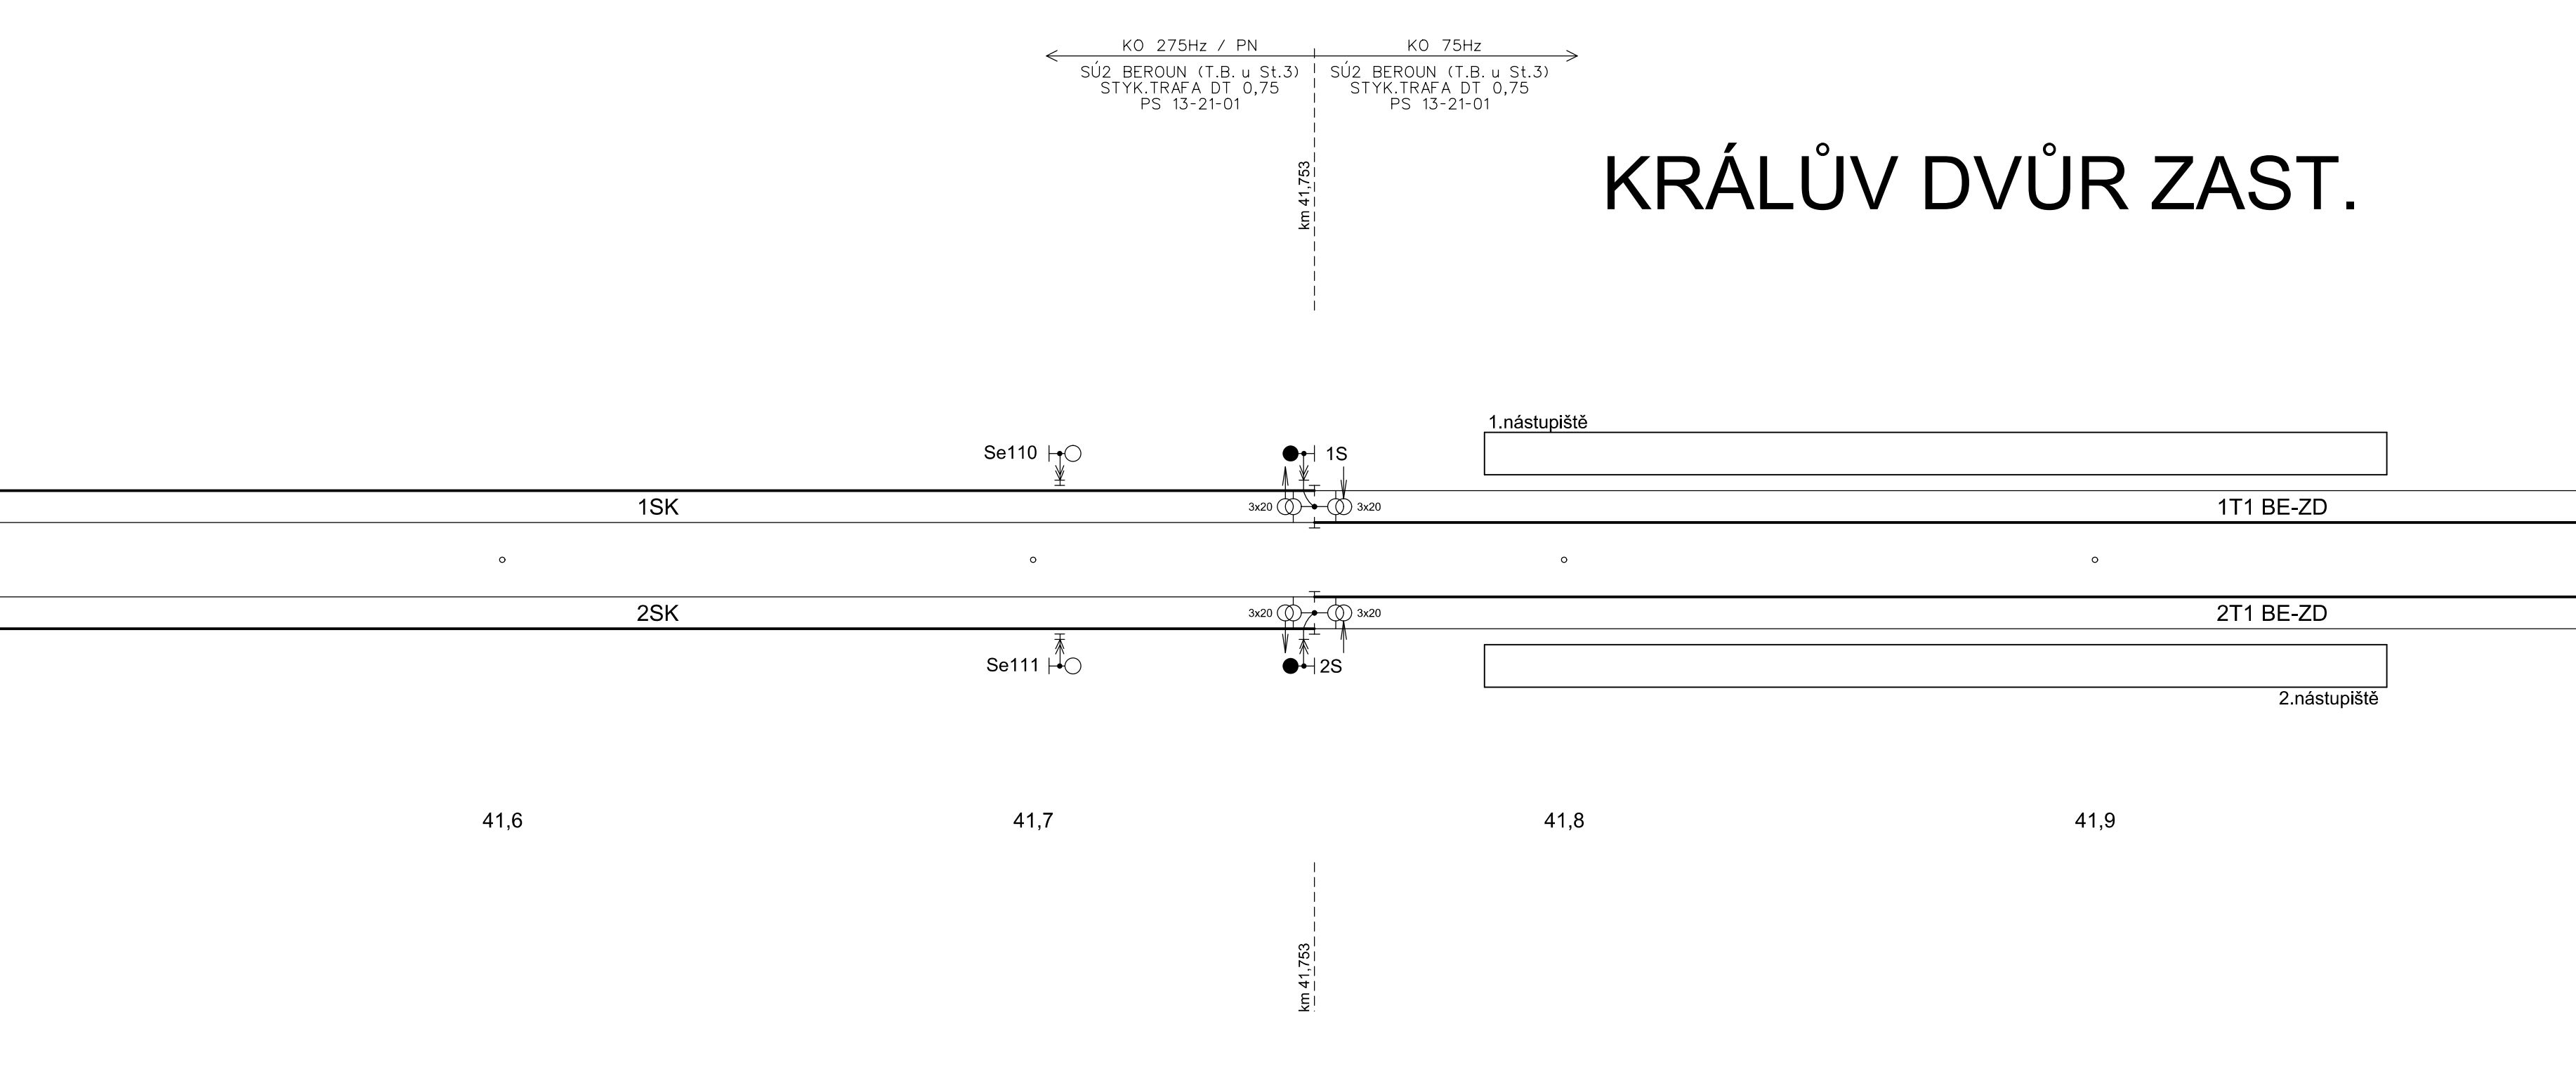 KO 275Hz / PN
KO 75Hz
SÚ2 BEROUN (T.B. u St.3)
STYK.TRAFA DT 0,75
PS 13-21-01
SÚ2 BEROUN (T.B. u St.3)
STYK.TRAFA DT 0,75
PS 13-21-01
km 41,753
KRÁLŮV DVŮR ZAST.
1.nástupiště
Se110
1S
1SK
3x20
3x20
1T1 BE-ZD
2SK
3x20
3x20
2T1 BE-ZD
Se111
2S
2.nástupiště
41,6
41,7
41,8
41,9
km 41,753